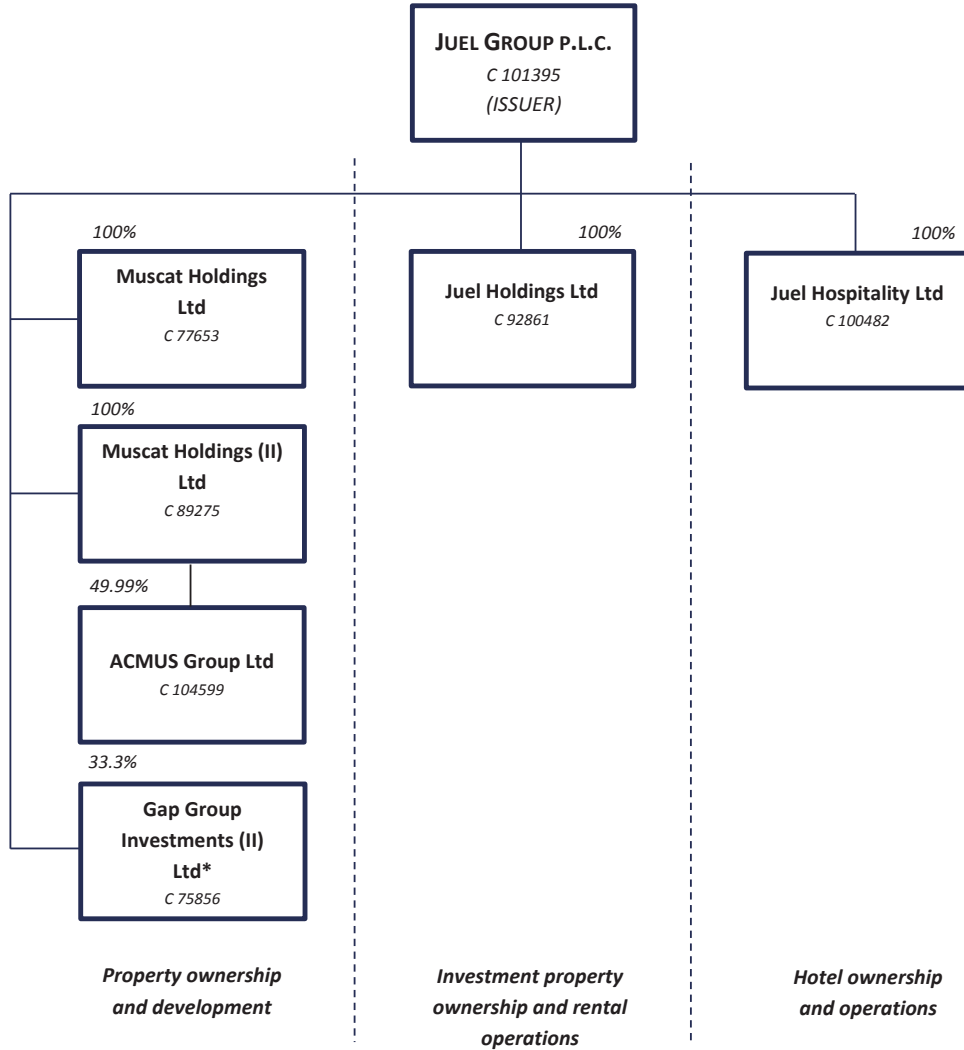 JUEL GROUP P.L.C.
C 101395
(ISSUER)
100%
Muscat Holdings
Ltd
C 77653
100%
Juel Holdings Ltd
C 92861
100%
Juel Hospitality Ltd
C 100482
100%
Muscat Holdings (II)
Ltd
C 89275
49.99%
ACMUS Group Ltd
C 104599
33.3%
Gap Group
Investments (II)
Ltd*
C 75856
Property ownership
and development
Investment property
ownership and rental
operations
Hotel ownership
and operations